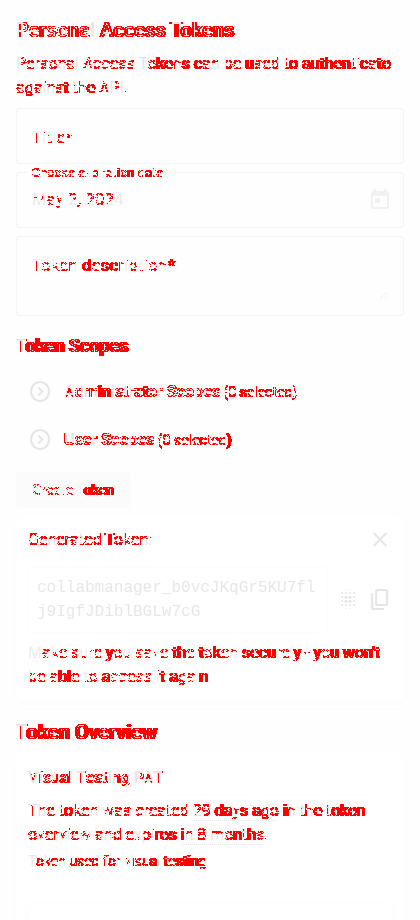 Personal Access Tokens
Personal Access Tokens can be used to authenticate
against the API.
Title*
Choose expiration date
May 2, 2024
Token description*
Token Scopes
Administrator Scopes (0 selected)
User Scopes (0 selected)
Create Token
Generated Token:
collabmanager_b0vcJKqGr5KU7fl
j9IgfJDiblBGLw7cG
Make sure you save the token securely - you won't
be able to access it again.
Token Overview
Visual Testing PAT
The token was created 29 days ago in the token
overview and expires in 8 months.
Token used for visual testing